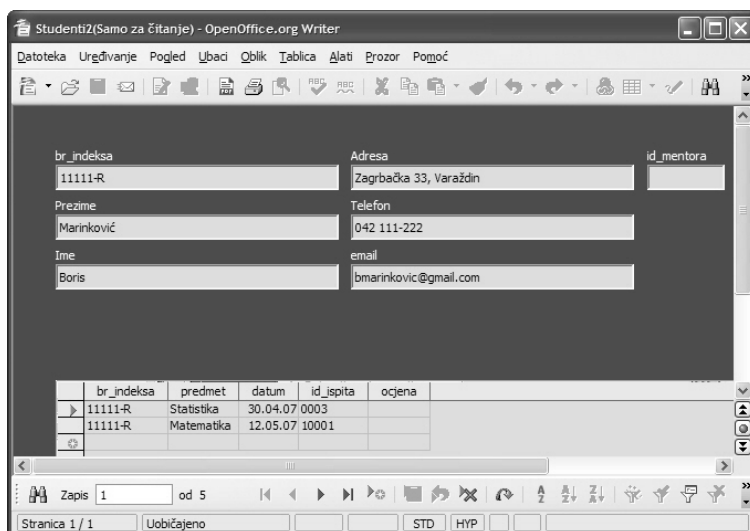 Studenti2(Samo za čitanje) - OpenOffice.org Writer
Datoteka Uređivanje Pogled Ubaci Oblik Tablica Alati Prozor Pomoć
br_indeksa Adresa id_mentora
11111-R Zagrbačka 33, Varaždin
Prezime Telefon
Marinković 042 111-222
Ime email
Boris bmarinkovic@gmail.com
br_indeksa predmet datum id_ispita ocjena
11111-R Statistika 30.04.07 0003
11111-R Matematika 12.05.07 10001
Zapis 1 od 5
Stranica 1 / 1 Uobičajeno STD HYP